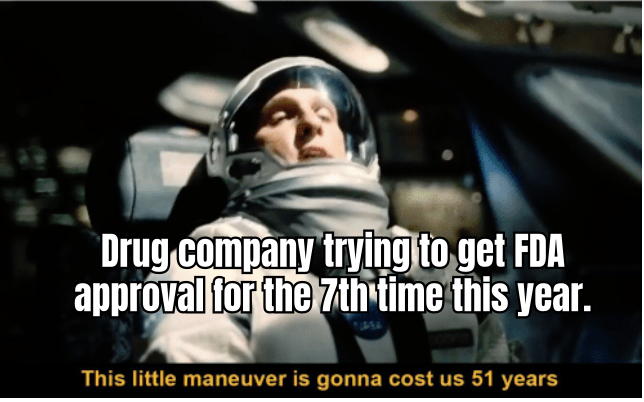 NASA
Drug company trying to get FDA
approval for the 7th time this year.
This little maneuver is gonna cost us 51 years